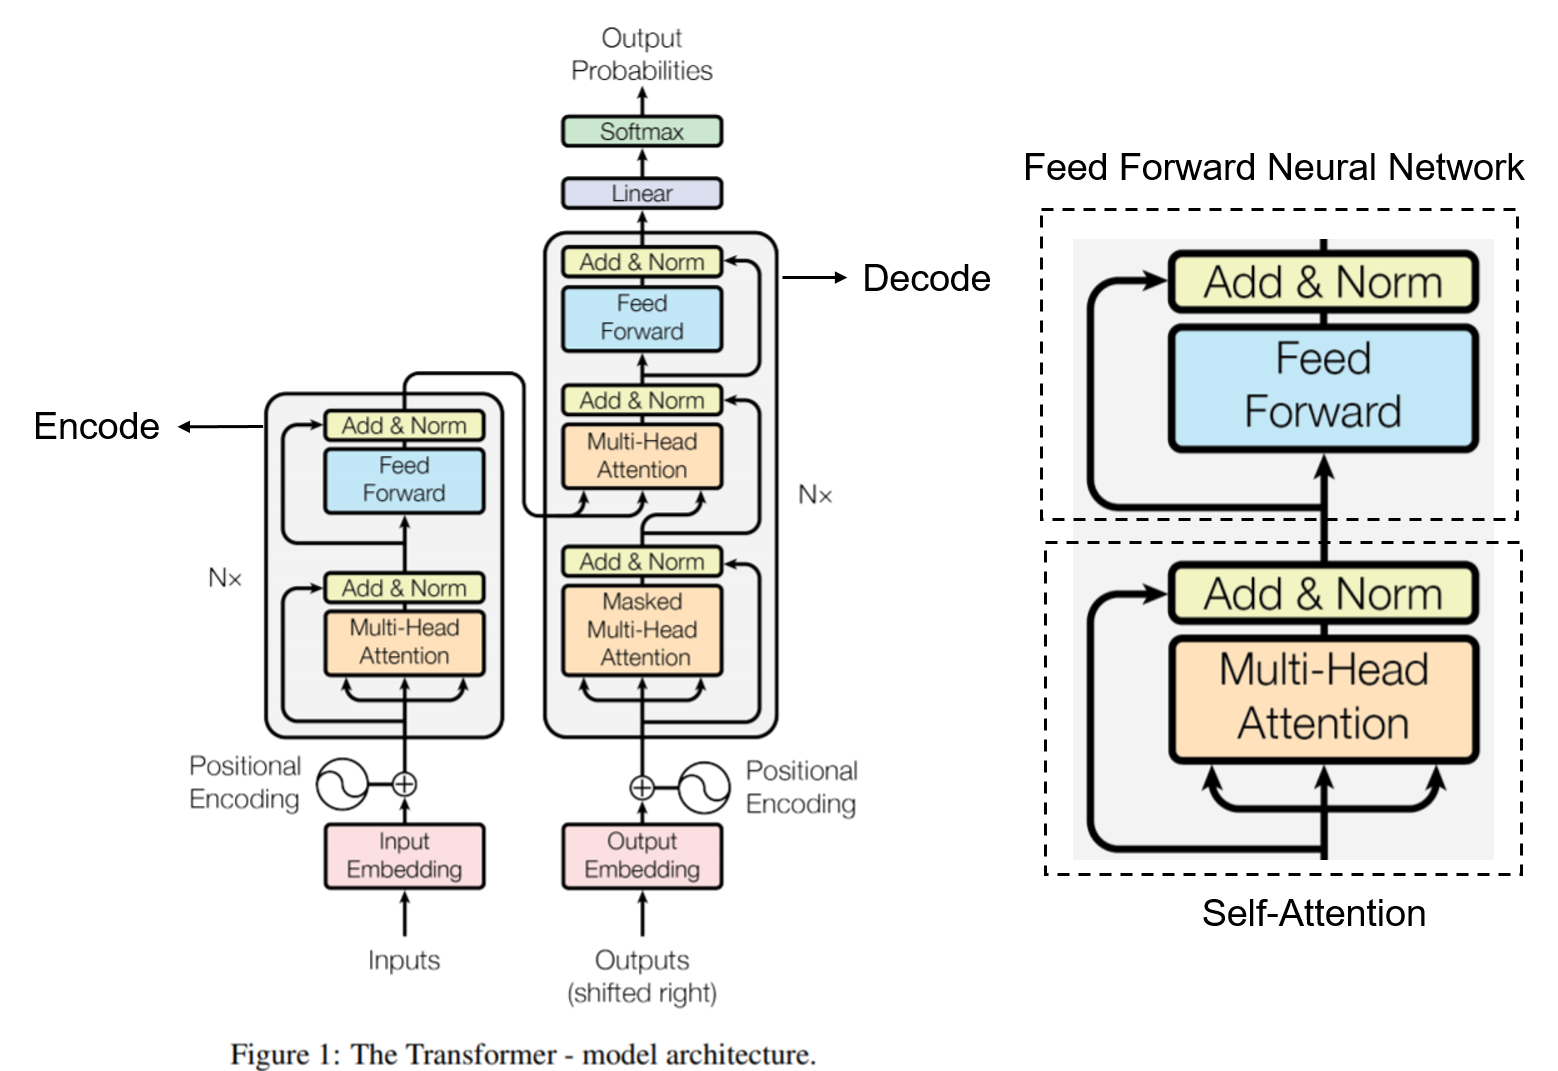 Output
Probabilities
Softmax
Linear
Add & Norm
Feed
Forward
Add & Norm
Multi-Head
Attention
Add & Norm
Masked
Multi-Head
Attention
N×
Decode
Encode
Add & Norm
Feed
Forward
Add & Norm
Multi-Head
Attention
N×
Positional
Encoding
Positional
Encoding
Input
Embedding
Output
Embedding
Inputs
Outputs
(shifted right)
Figure 1: The Transformer - model architecture.
Feed Forward Neural Network
Add & Norm
Feed
Forward
Add & Norm
Multi-Head
Attention
Self-Attention